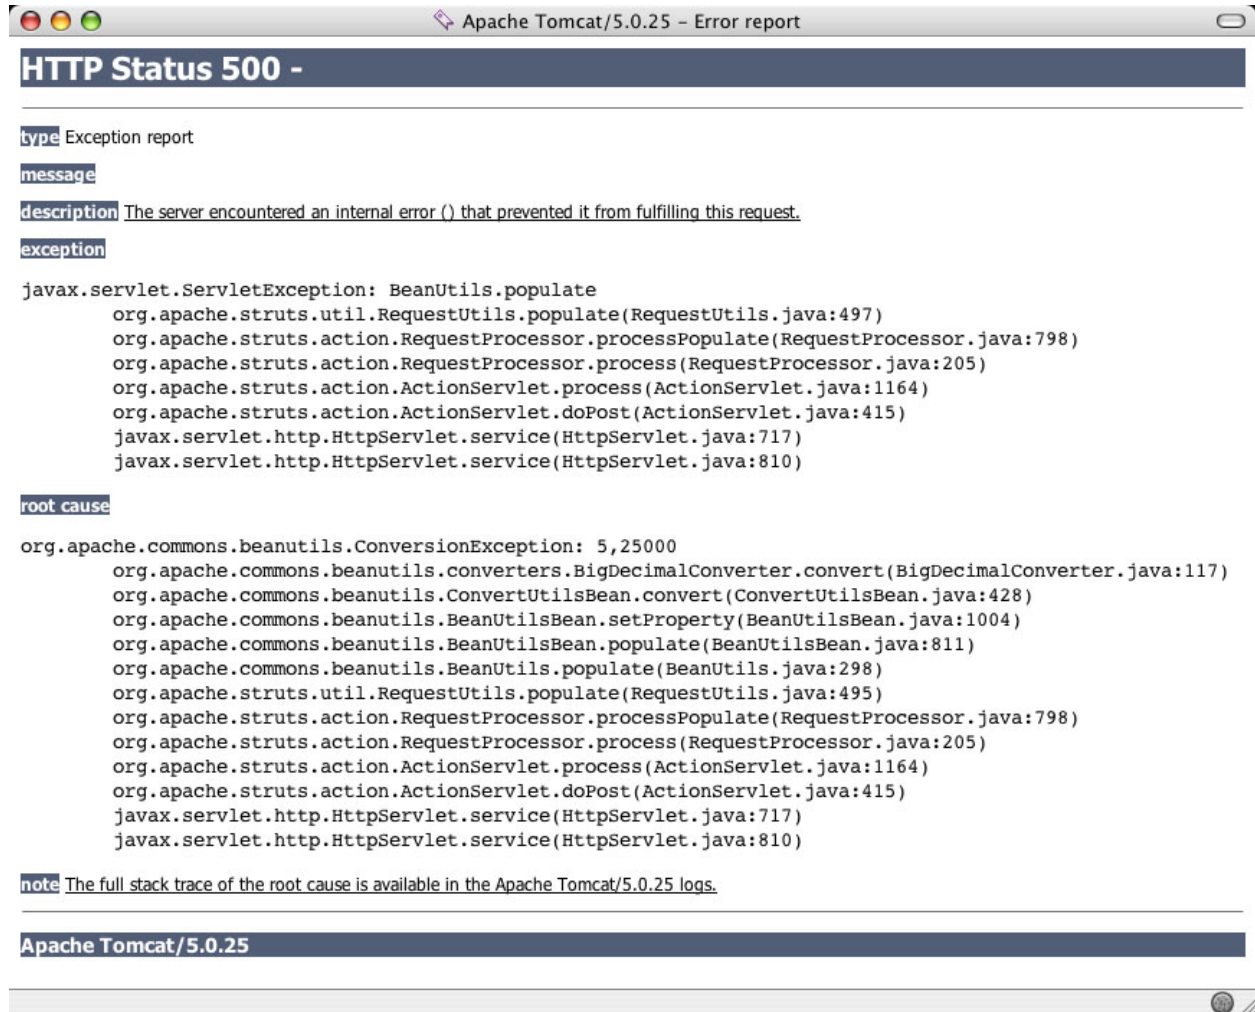 Apache Tomcat/5.0.25 – Error report
HTTP Status 500 -
type Exception report
message
description The server encountered an internal error () that prevented it from fulfilling this request.
exception
javax.servlet.ServletException: BeanUtils.populate
org.apache.struts.util.RequestUtils.populate(RequestUtils.java:497)
org.apache.struts.action.RequestProcessor.processPopulate(RequestProcessor.java:798)
org.apache.struts.action.RequestProcessor.process(RequestProcessor.java:205)
org.apache.struts.action.ActionServlet.process(ActionServlet.java:1164)
org.apache.struts.action.ActionServlet.doPost(ActionServlet.java:415)
javax.servlet.http.HttpServlet.service(HttpServlet.java:717)
javax.servlet.http.HttpServlet.service(HttpServlet.java:810)
root cause
org.apache.commons.beanutils.ConversionException: 5,25000
org.apache.commons.beanutils.converters.BigDecimalConverter.convert(BigDecimalConverter.java:117)
org.apache.commons.beanutils.ConvertUtilsBean.convert(ConvertUtilsBean.java:428)
org.apache.commons.beanutils.BeanUtilsBean.setProperty(BeanUtilsBean.java:1004)
org.apache.commons.beanutils.BeanUtilsBean.populate(BeanUtilsBean.java:811)
org.apache.commons.beanutils.BeanUtils.populate(BeanUtils.java:298)
org.apache.struts.util.RequestUtils.populate(RequestUtils.java:495)
org.apache.struts.action.RequestProcessor.processPopulate(RequestProcessor.java:798)
org.apache.struts.action.RequestProcessor.process(RequestProcessor.java:205)
org.apache.struts.action.ActionServlet.process(ActionServlet.java:1164)
org.apache.struts.action.ActionServlet.doPost(ActionServlet.java:415)
javax.servlet.http.HttpServlet.service(HttpServlet.java:717)
javax.servlet.http.HttpServlet.service(HttpServlet.java:810)
note The full stack trace of the root cause is available in the Apache Tomcat/5.0.25 logs.
Apache Tomcat/5.0.25